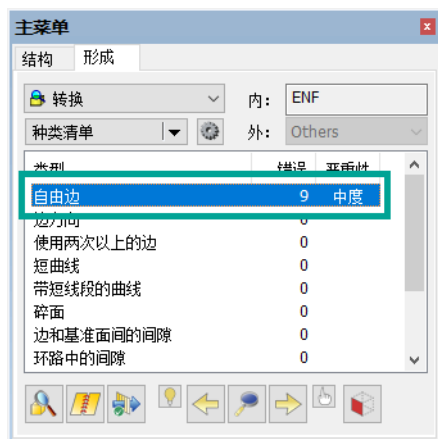 主菜单
结构 形成
转换 内: ENF
种类清单 外: Others
类型 错误 严重性
自由边 9 中度
边方向 0
使用两次以上的边 0
短曲线 0
带短线段的曲线 0
碎面 0
边和基准面间的间隙 0
环路中的间隙 0